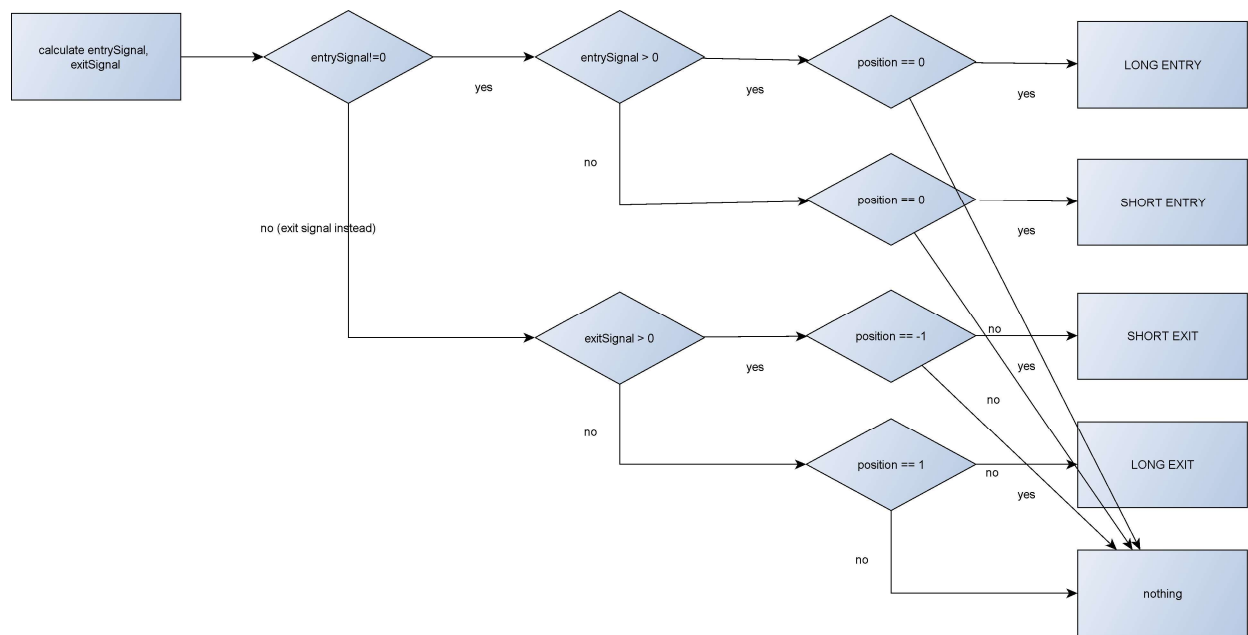 calculate entrySignal,
exitSignal
entrySignal!=0
yes
entrySignal > 0
yes
position == 0
yes
LONG ENTRY
no
position == 0
yes
SHORT ENTRY
no (exit signal instead)
exitSignal > 0
yes
position == -1
no
yes
SHORT EXIT
no
no
position == 1
no
yes
LONG EXIT
no
nothing